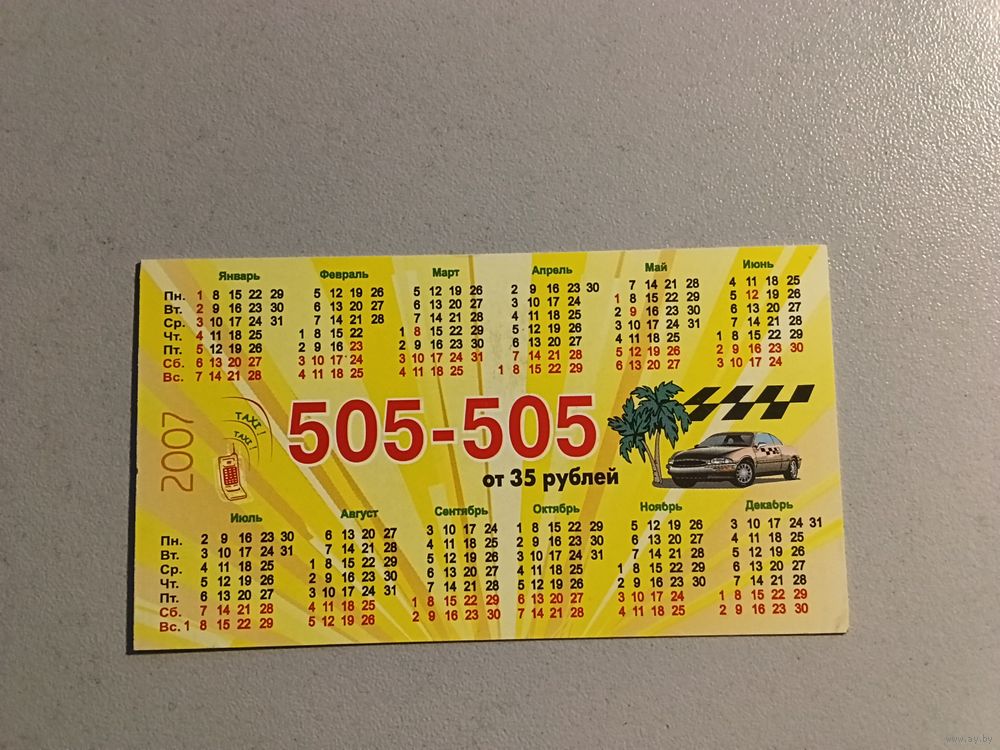 Январь Февраль Март Апрель Май Июнь
Пн. 1 8 15 22 29 5 12 19 26 5 12 19 26 2 9 16 23 30 7 14 21 28 4 11 18 25
Вт. 2 9 16 23 30 6 13 20 27 6 13 20 27 3 10 17 24 1 8 15 22 29 5 12 19 26
Ср. 3 10 17 24 31 7 14 21 28 7 14 21 28 4 11 18 25 2 9 16 23 30 6 13 20 27
Чт. 4 11 18 25 1 8 15 22 1 8 15 22 29 5 12 19 26 3 10 17 24 31 7 14 21 28
Пт. 5 12 19 26 2 9 16 23 2 9 16 23 30 6 13 20 27 4 11 18 25 1 8 15 22 29
Сб. 6 13 20 27 3 10 17 24 3 10 17 24 31 7 14 21 28 5 12 19 26 2 9 16 23 30
Вс. 7 14 21 28 4 11 18 25 4 11 18 25 1 8 15 22 29 6 13 20 27 3 10 17 24
2007
TAXI!
TAXI!
505-505
от 35 рублей
Июль Август Сентябрь Октябрь Ноябрь Декабрь
Пн. 2 9 16 23 30 6 13 20 27 3 10 17 24 1 8 15 22 29 5 12 19 26 3 10 17 24 31
Вт. 3 10 17 24 31 7 14 21 28 4 11 18 25 2 9 16 23 30 6 13 20 27 4 11 18 25
Ср. 4 11 18 25 1 8 15 22 29 5 12 19 26 3 10 17 24 31 7 14 21 28 5 12 19 26
Чт. 5 12 19 26 2 9 16 23 30 6 13 20 27 4 11 18 25 1 8 15 22 29 6 13 20 27
Пт. 6 13 20 27 3 10 17 24 31 7 14 21 28 5 12 19 26 2 9 16 23 30 7 14 21 28
Сб. 7 14 21 28 4 11 18 25 1 8 15 22 29 6 13 20 27 3 10 17 24 1 8 15 22 29
Вс. 1 8 15 22 29 5 12 19 26 2 9 16 23 30 7 14 21 28 4 11 18 25 2 9 16 23 30
www.ay.by